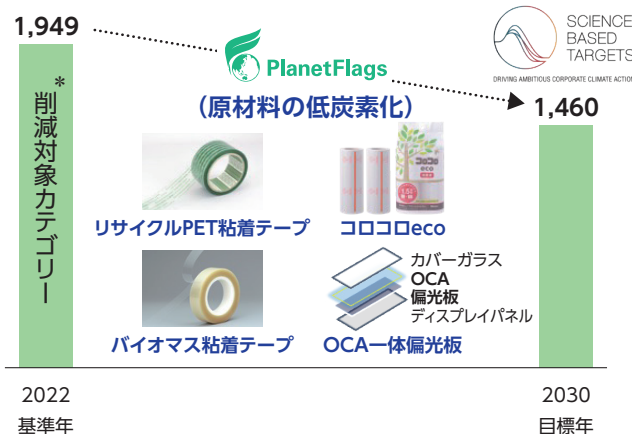 1,949
PlanetFlags
SCIENCE
BASED
TARGETS
DRIVING AMBITIOUS CORPORATE CLIMATE ACTION
(原材料の低炭素化)
1,460
*
削減対象カテゴリー
コロコロ
eco
リサイクルPET粘着テープ
コロコロeco
カバーガラス
OCA
偏光板
ディスプレイパネル
バイオマス粘着テープ
OCA一体偏光板
2022
基準年
2030
目標年